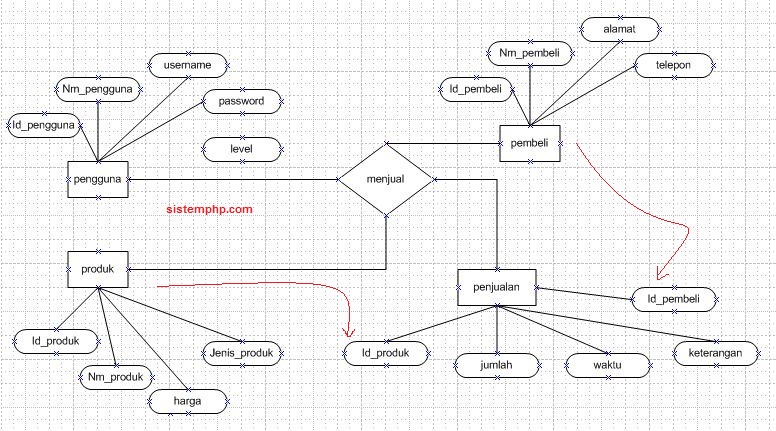 alamat
Nm_pembeli
username
telepon
Nm_pengguna
Id_pembeli
password
Id_pengguna
level
pembeli
pengguna
menjual
sistemphp.com
produk
penjualan
Id_pembeli
Id_produk
Jenis_produk
Id_produk
keterangan
jumlah
waktu
Nm_produk
harga